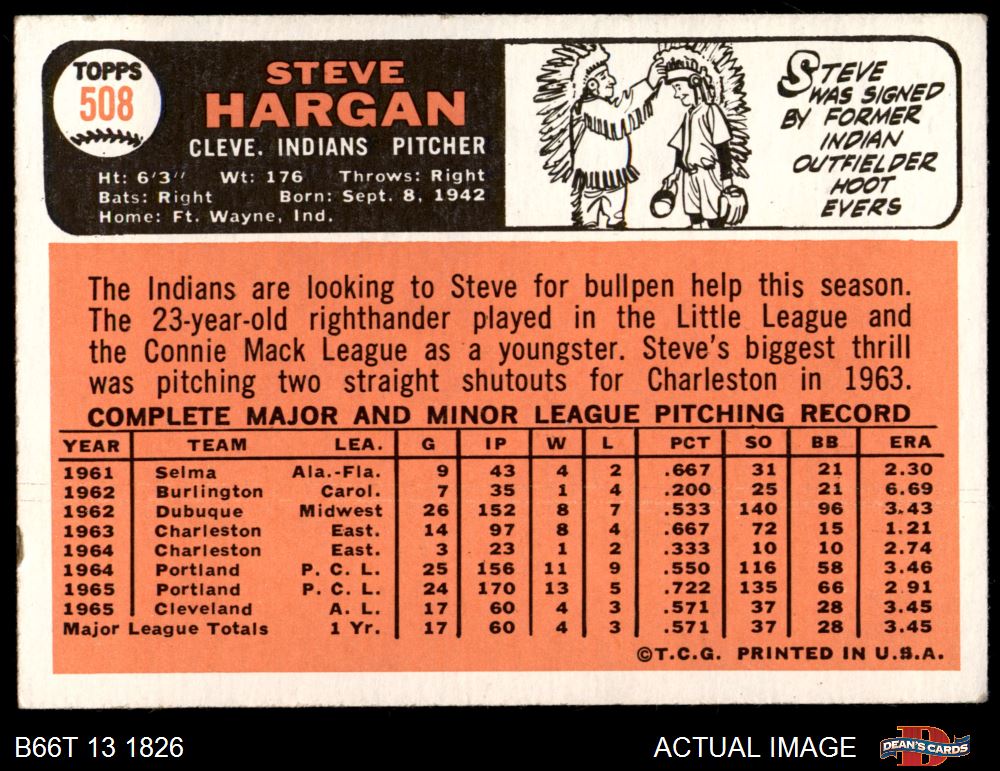 TOPPS
508
STEVE
HARGAN
CLEVE. INDIANS PITCHER
Ht: 6'3" Wt: 176 Throws: Right
Bats: Right Born: Sept. 8, 1942
Home: Ft. Wayne, Ind.
STEVE
WAS SIGNED
BY FORMER
INDIAN
OUTFIELDER
HOOT
EVERS
The Indians are looking to Steve for bullpen help this season.
The 23-year-old righthander played in the Little League and
the Connie Mack League as a youngster. Steve's biggest thrill
was pitching two straight shutouts for Charleston in 1963.
COMPLETE MAJOR AND MINOR LEAGUE PITCHING RECORD
YEAR TEAM LEA. G IP W L PCT SO BB ERA
1961 Selma Ala.-Fla. 9 43 4 2 .667 31 21 2.30
1962 Burlington Carol. 7 35 1 4 .200 25 21 6.69
1962 Dubuque Midwest 26 152 8 7 .533 140 96 3.43
1963 Charleston East. 14 97 8 4 .667 72 15 1.21
1964 Charleston East. 3 23 1 2 .333 10 10 2.74
1964 Portland P. C. L. 25 156 11 9 .550 116 58 3.46
1965 Portland P. C. L. 24 170 13 5 .722 135 66 2.91
1965 Cleveland A. L. 17 60 4 3 .571 37 28 3.45
Major League Totals 1 Yr. 17 60 4 3 .571 37 28 3.45
©T.C.G. PRINTED IN U.S.A.
B66T 13 1826
ACTUAL IMAGE
DEAN'S CARDS